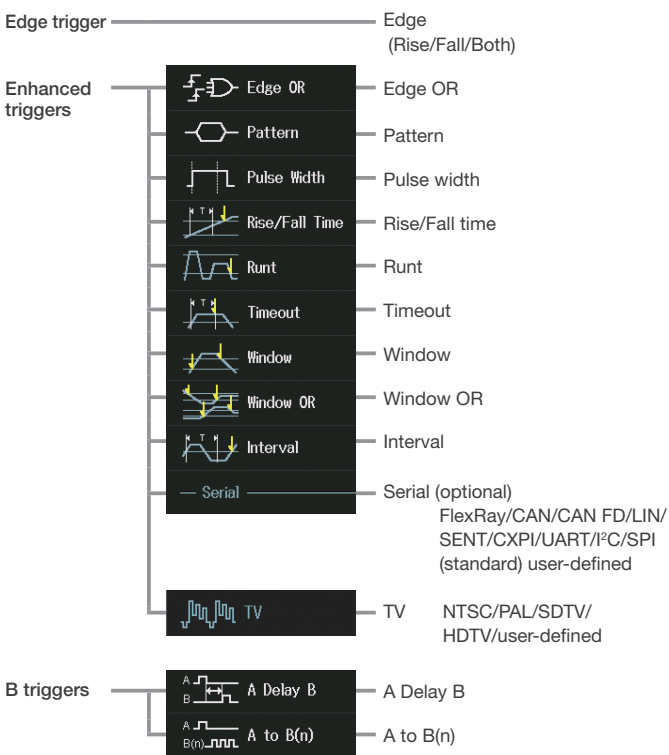 Edge trigger Edge
(Rise/Fall/Both)
Enhanced
triggers
Edge OR Edge OR
Pattern Pattern
Pulse Width Pulse width
T Rise/Fall Time Rise/Fall time
Runt Runt
T Timeout Timeout
Window Window
Window OR Window OR
T Interval Interval
Serial Serial (optional)
FlexRay/CAN/CAN FD/LIN/
SENT/CXPI/UART/I²C/SPI
(standard) user-defined
TV TV NTSC/PAL/SDTV/
HDTV/user-defined
B triggers
A
B
A Delay B A Delay B
A
B(n)
A to B(n) A to B(n)